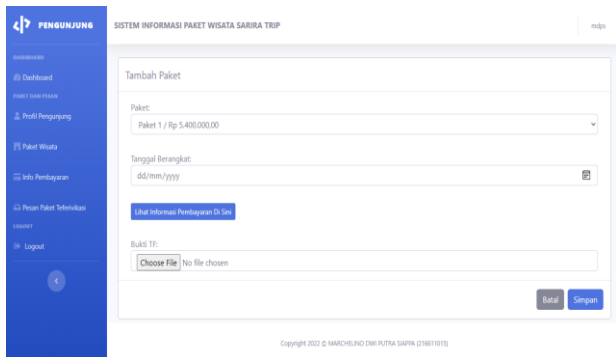 PENGUNJUNG
SISTEM INFORMASI PAKET WISATA SARIRA TRIP
mdps
DASHBOARD
Dashboard
PAKET DAN PESAN
Profil Pengunjung
Paket Wisata
Info Pembayaran
Pesan Paket Teferivikasi
LOGOUT
Logout
Tambah Paket
Paket:
Paket 1 / Rp 5.400.000,00
Tanggal Berangkat:
dd/mm/yyyy
Lihat Informasi Pembayaran Di Sini
Bukti TF:
Choose File No file chosen
Batal Simpan
Copyright 2022 @ MARCHELINO DWI PUTRA SIAPPA (216611015)